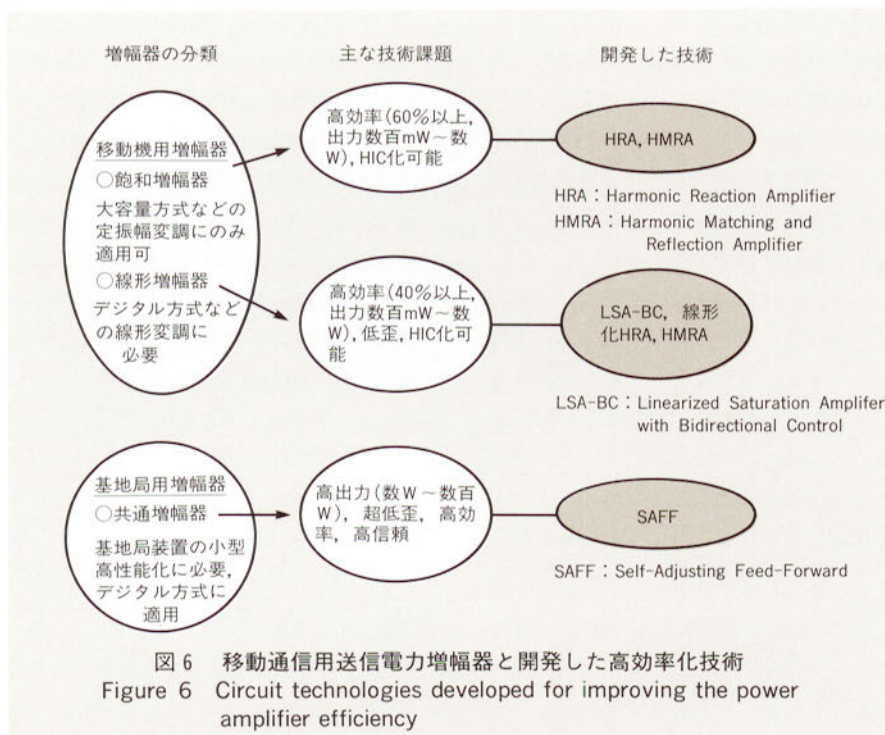 増幅器の分類
主な技術課題
開発した技術
移動機用増幅器
○飽和増幅器
大容量方式などの
定振幅変調にのみ
適用可
○線形増幅器
デジタル方式など
の線形変調に
必要
高効率(60%以上,
出力数百mW～数
W), HIC化可能
HRA, HMRA
HRA：Harmonic Reaction Amplifier
HMRA：Harmonic Matching and
Reflection Amplifier
高効率(40%以上,
出力数百mW～数
W), 低歪, HIC化可
能
LSA-BC, 線形
化HRA, HMRA
LSA-BC：Linearized Saturation Amplifer
with Bidirectional Control
基地局用増幅器
○共通増幅器
基地局装置の小型
高性能化に必要,
デジタル方式に
適用
高出力(数W～数百
W), 超低歪, 高効
率, 高信頼
SAFF
SAFF：Self-Adjusting Feed-Forward
図6 移動通信用送信電力増幅器と開発した高効率化技術
Figure 6 Circuit technologies developed for improving the power
amplifier efficiency